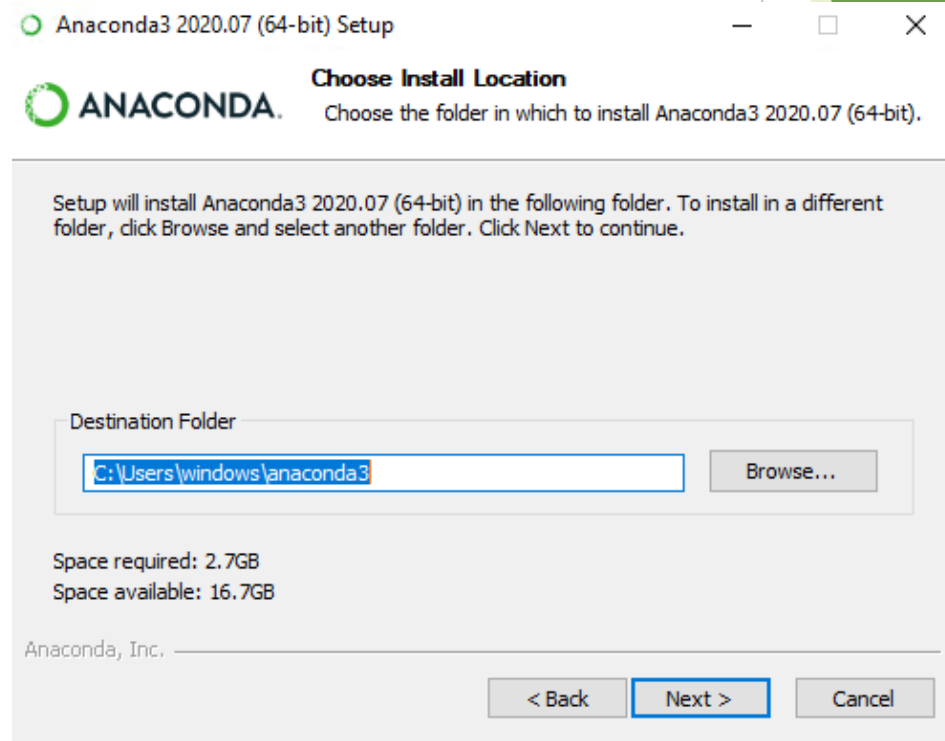 Anaconda3 2020.07 (64-bit) Setup
ANACONDA.
Choose Install Location
Choose the folder in which to install Anaconda3 2020.07 (64-bit).
Setup will install Anaconda3 2020.07 (64-bit) in the following folder. To install in a different
folder, click Browse and select another folder. Click Next to continue.
Destination Folder
C:\Users\windows\anaconda3
Browse...
Space required: 2.7GB
Space available: 16.7GB
Anaconda, Inc.
< Back
Next >
Cancel